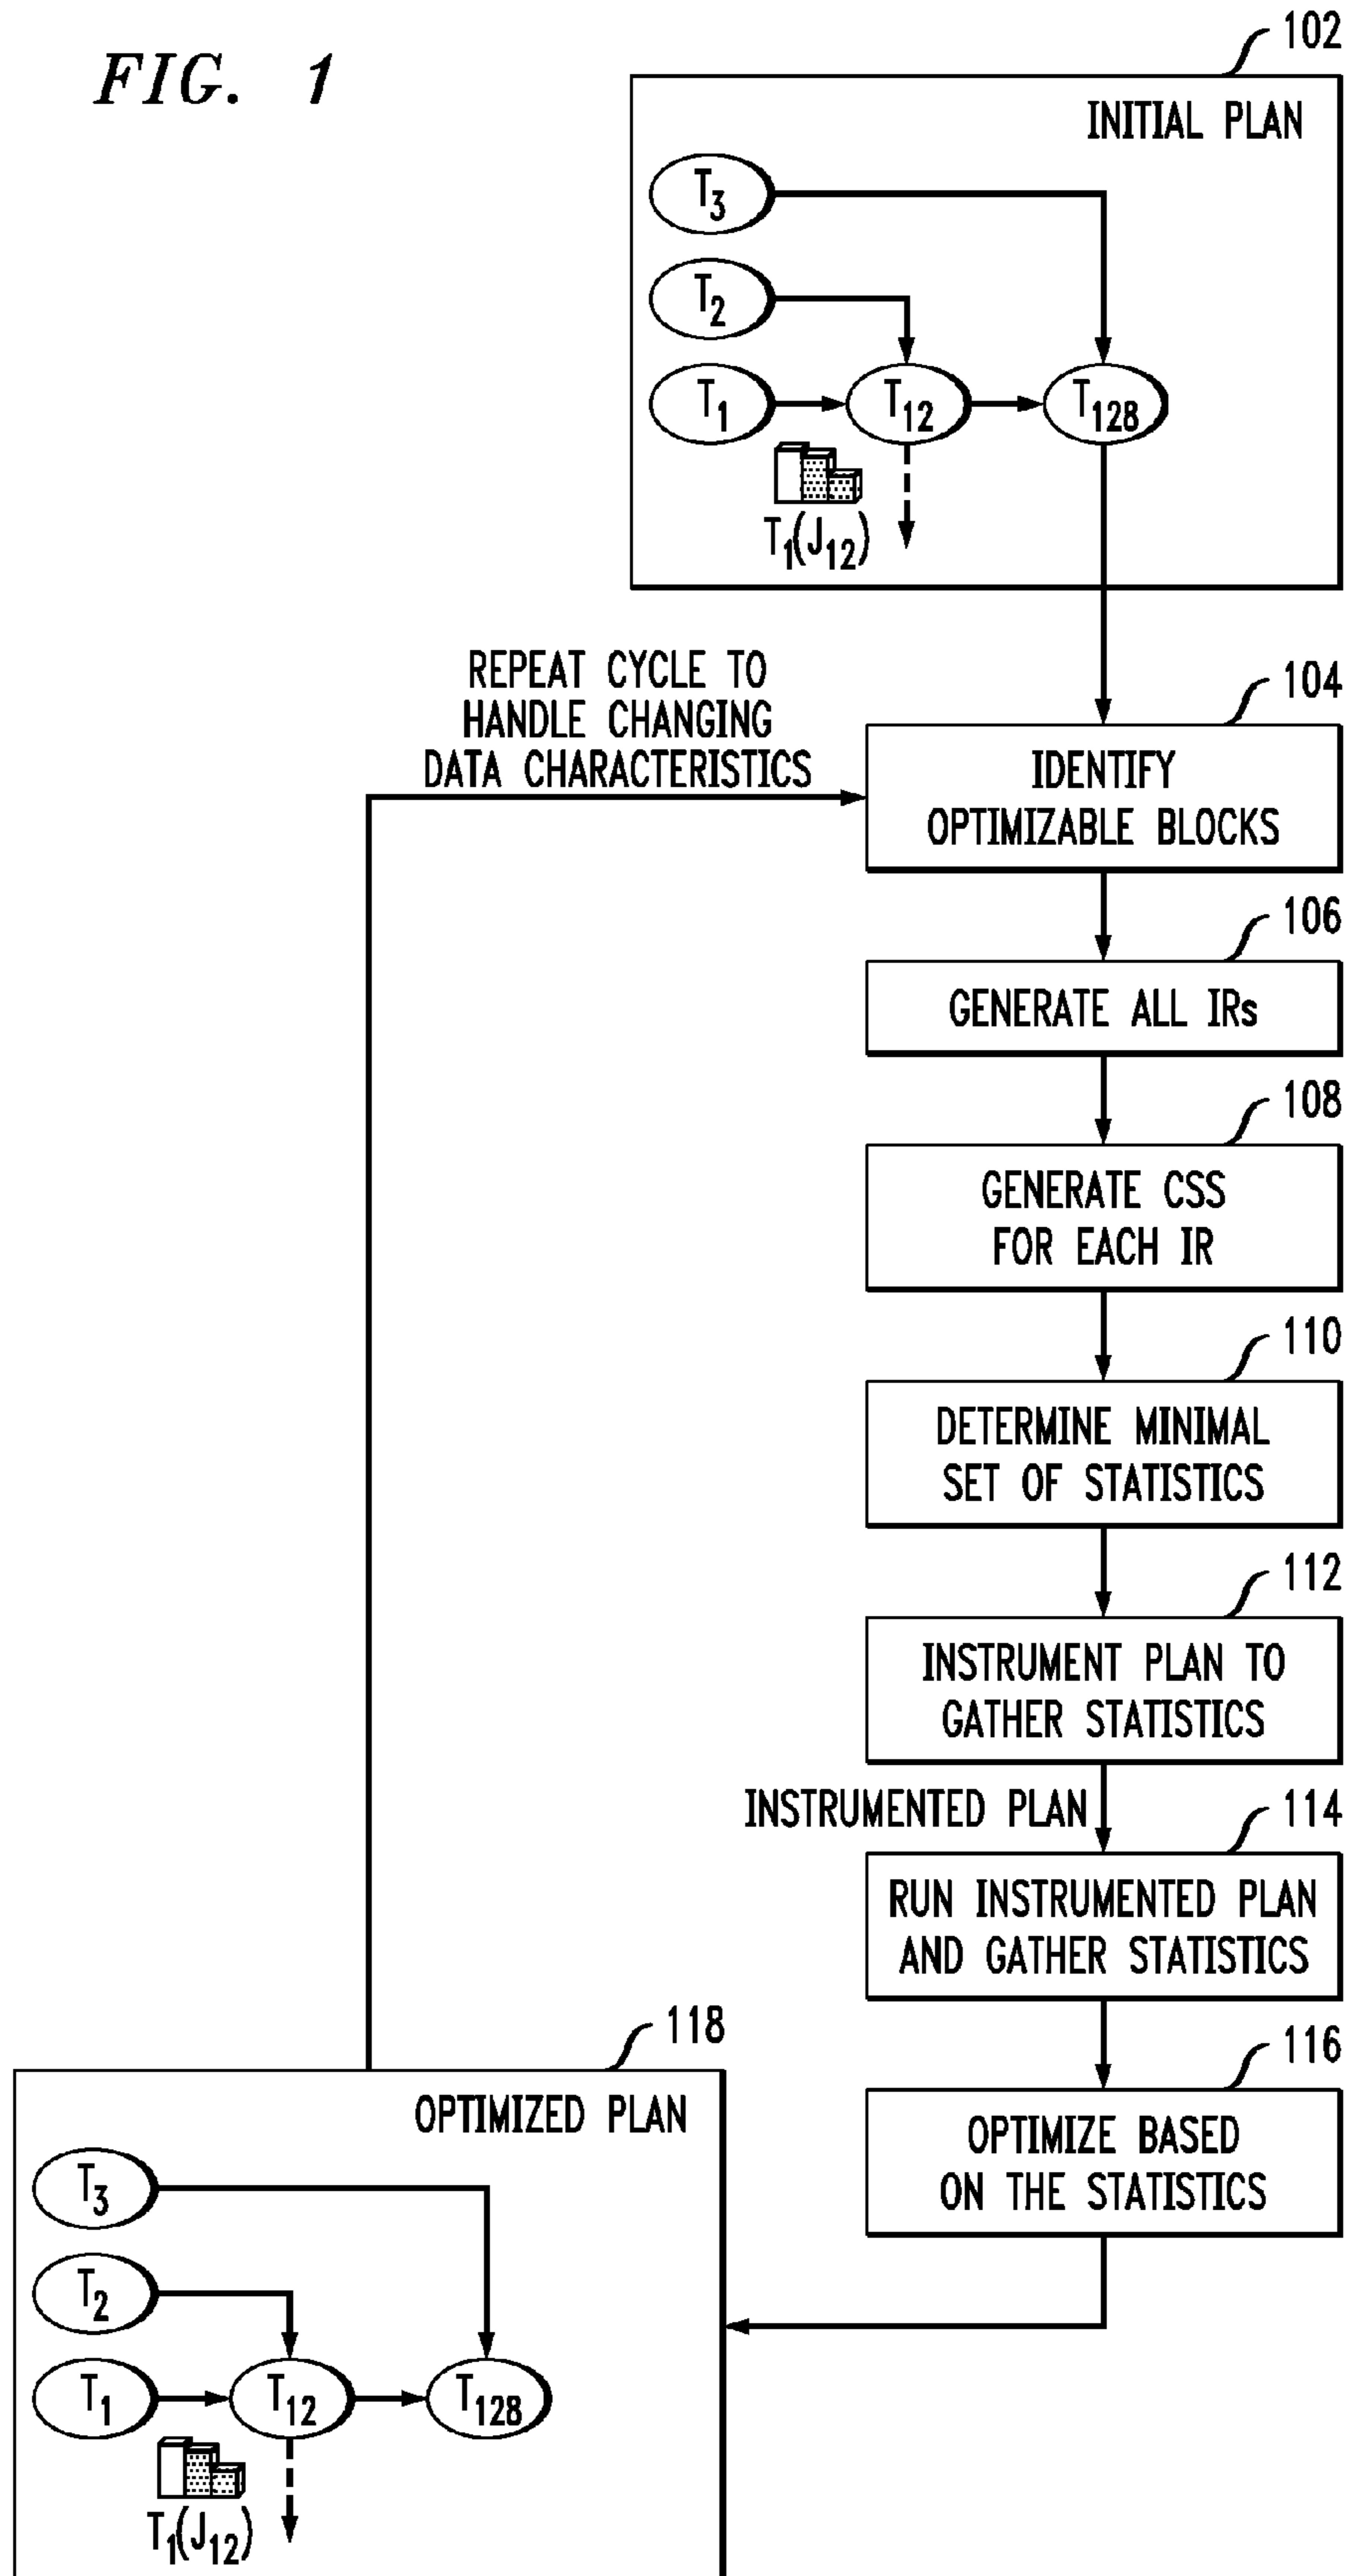 FIG. 1
102
INITIAL PLAN
T3
T2
T1
T12
T128
T1(J12)
REPEAT CYCLE TO
HANDLE CHANGING
DATA CHARACTERISTICS
104
IDENTIFY
OPTIMIZABLE BLOCKS
106
GENERATE ALL IRs
108
GENERATE CSS
FOR EACH IR
110
DETERMINE MINIMAL
SET OF STATISTICS
112
INSTRUMENT PLAN TO
GATHER STATISTICS
INSTRUMENTED PLAN
114
RUN INSTRUMENTED PLAN
AND GATHER STATISTICS
116
OPTIMIZE BASED
ON THE STATISTICS
118
OPTIMIZED PLAN
T3
T2
T1
T12
T128
T1(J12)